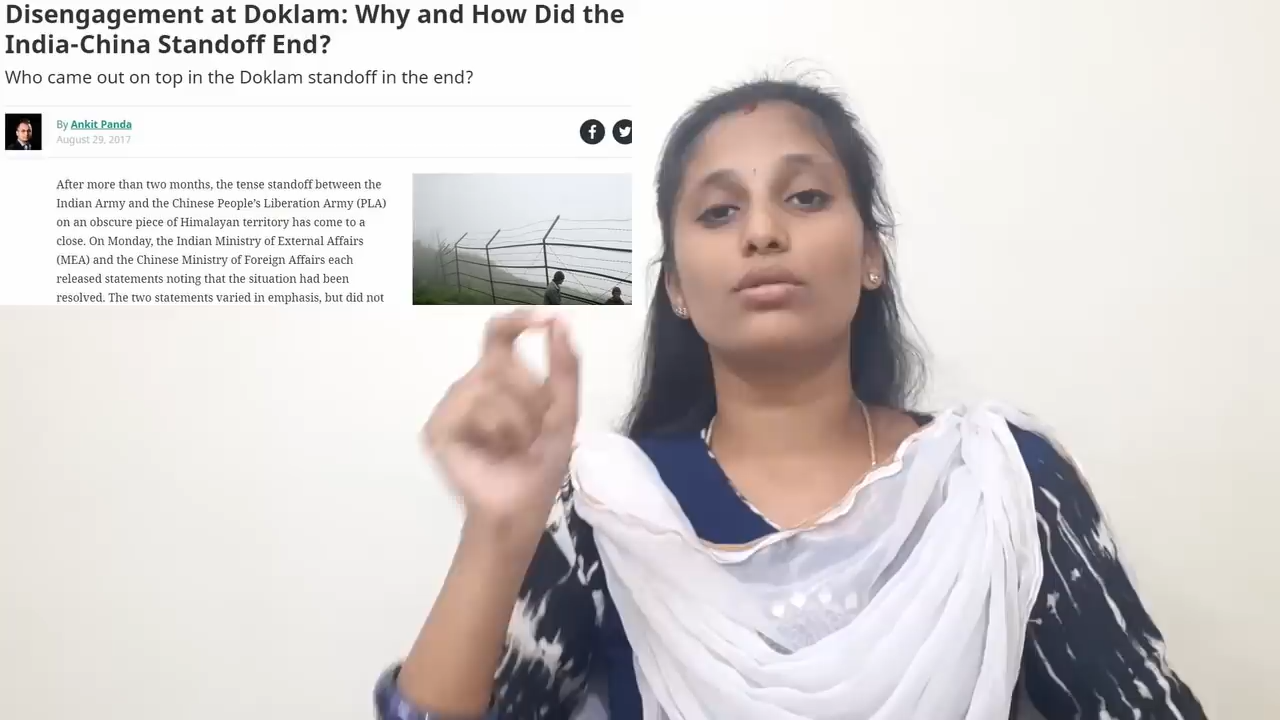 Disengagement at Doklam: Why and How Did the
India-China Standoff End?
Who came out on top in the Doklam standoff in the end?
By Ankit Panda
August 29, 2017
After more than two months, the tense standoff between the
Indian Army and the Chinese People's Liberation Army (PLA)
on an obscure piece of Himalayan territory has come to a
close. On Monday, the Indian Ministry of External Affairs
(MEA) and the Chinese Ministry of Foreign Affairs each
released statements noting that the situation had been
resolved. The two statements varied in emphasis, but did not